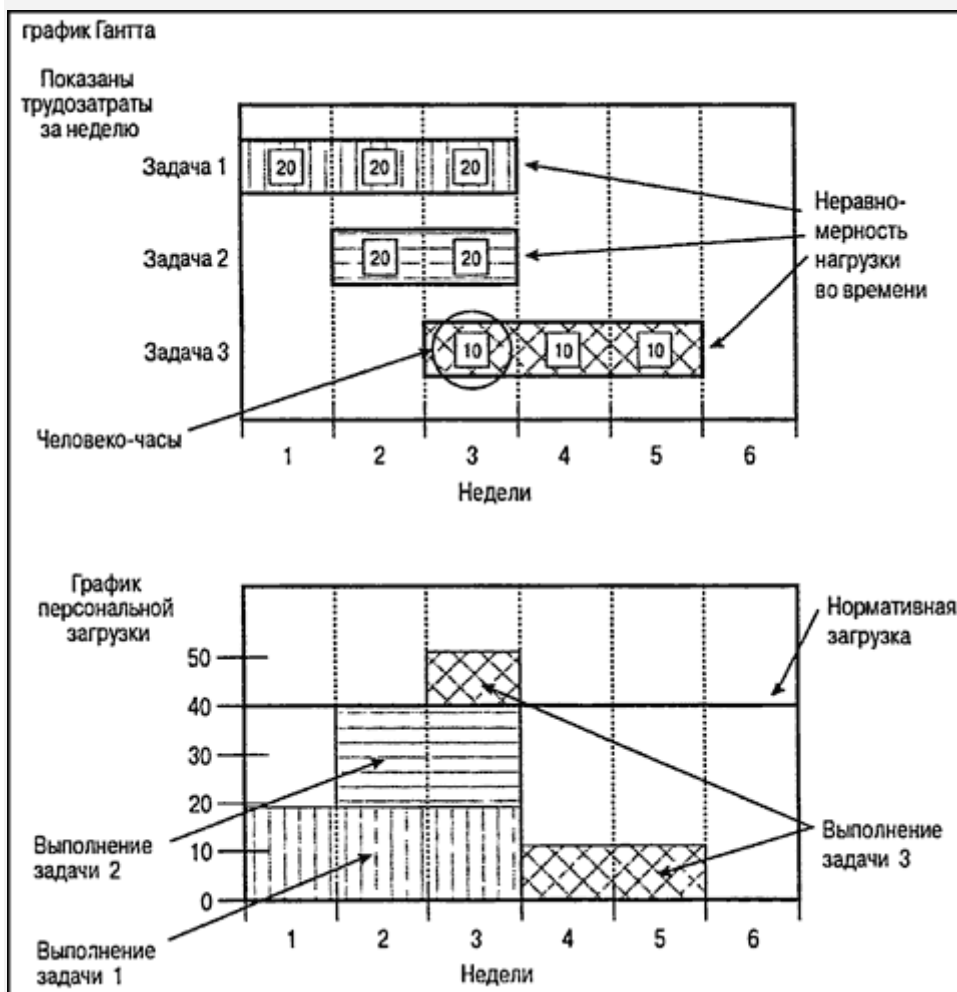 график Гантта
Показаны
трудозатраты
за неделю
Задача 1
20 20 20
Задача 2
20 20
Задача 3
10 10 10
Неравно-
мерность
нагрузки
во времени
Человеко-часы
1 2 3 4 5 6
Недели
График
персональной
загрузки
Нормативная
загрузка
50
40
30
20
10
0
Выполнение
задачи 2
Выполнение
задачи 3
Выполнение
задачи 1
1 2 3 4 5 6
Недели